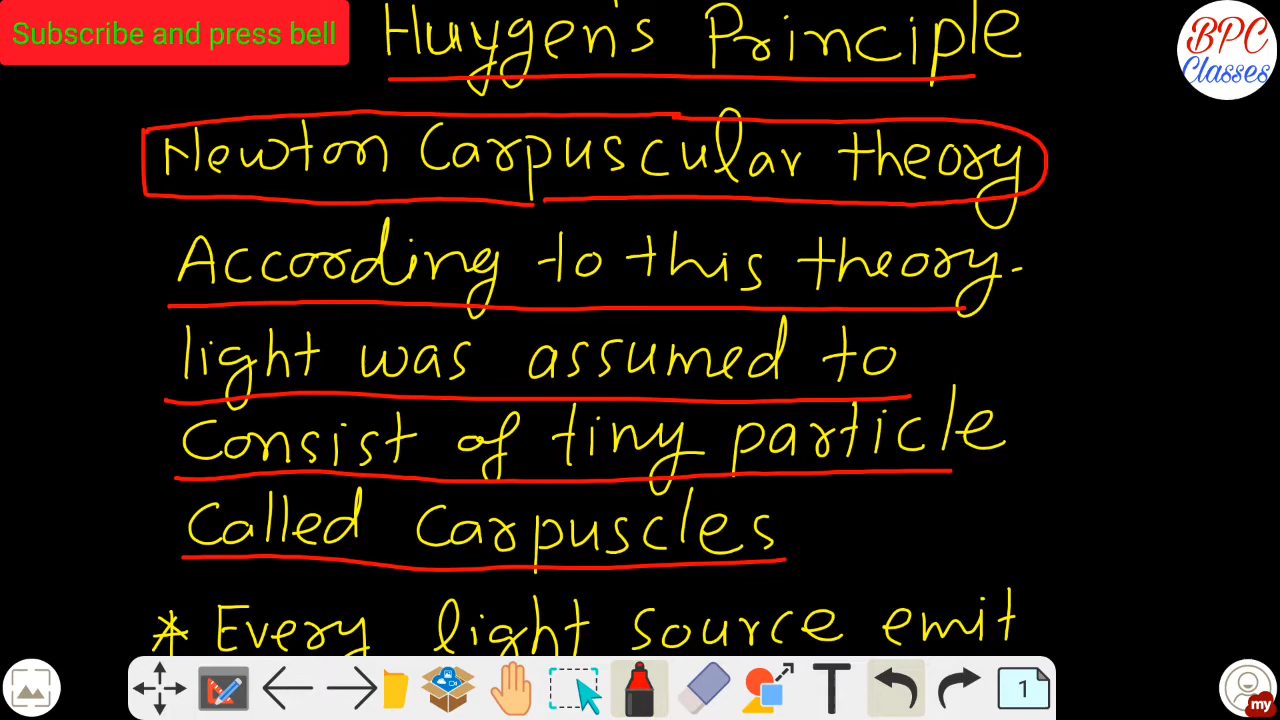 Subscribe and press bell
Huygen's Principle
BPC
Classes
Newton Carpuscular theory
According to this theory.
light was assumed to
Consist of tiny particle
Called Carpuscles
* Every light source emit
T
1
my